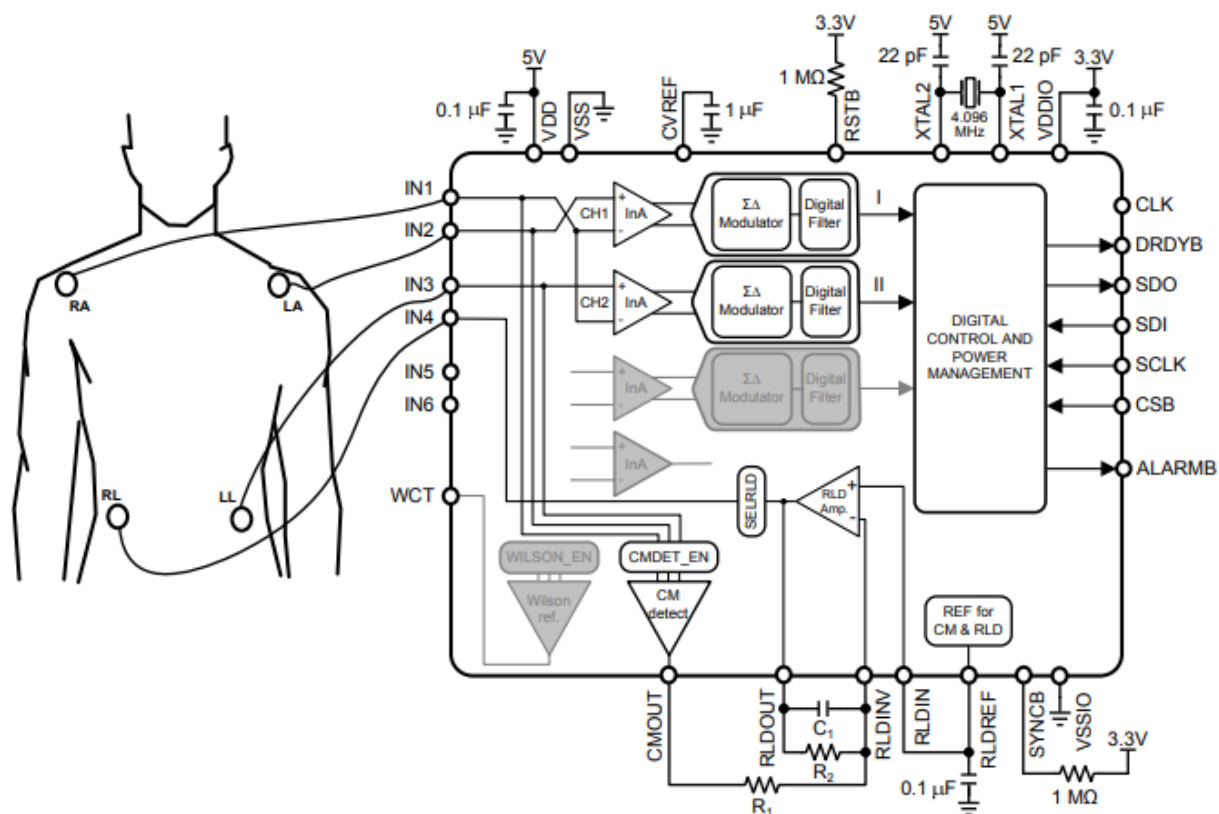 3.3V
5V
5V
22 pF
22 pF
3.3V
5V
1 MΩ
0.1 µF
VDD
VSS
CVREF
1 µF
RSTB
XTAL2
4.096
MHz
XTAL1
VDDIO
0.1 µF
IN1
IN2
IN3
IN4
IN5
IN6
WCT
RA
LA
RL
LL
CH1
+
-
InA
ΣΔ
Modulator
Digital
Filter
I
CH2
+
-
InA
ΣΔ
Modulator
Digital
Filter
II
+
-
InA
ΣΔ
Modulator
Digital
Filter
+
-
InA
DIGITAL
CONTROL AND
POWER
MANAGEMENT
CLK
DRDYB
SDO
SDI
SCLK
CSB
ALARMB
SELRLD
RLD
Amp.
+
-
WILSON_EN
Wilson
ref.
CMDET_EN
CM
detect
REF for
CM & RLD
CMOUT
RLDOUT
RLDINV
RLDIN
RLDREF
SYNCB
VSSIO
C1
R2
R1
0.1 µF
3.3V
1 MΩ